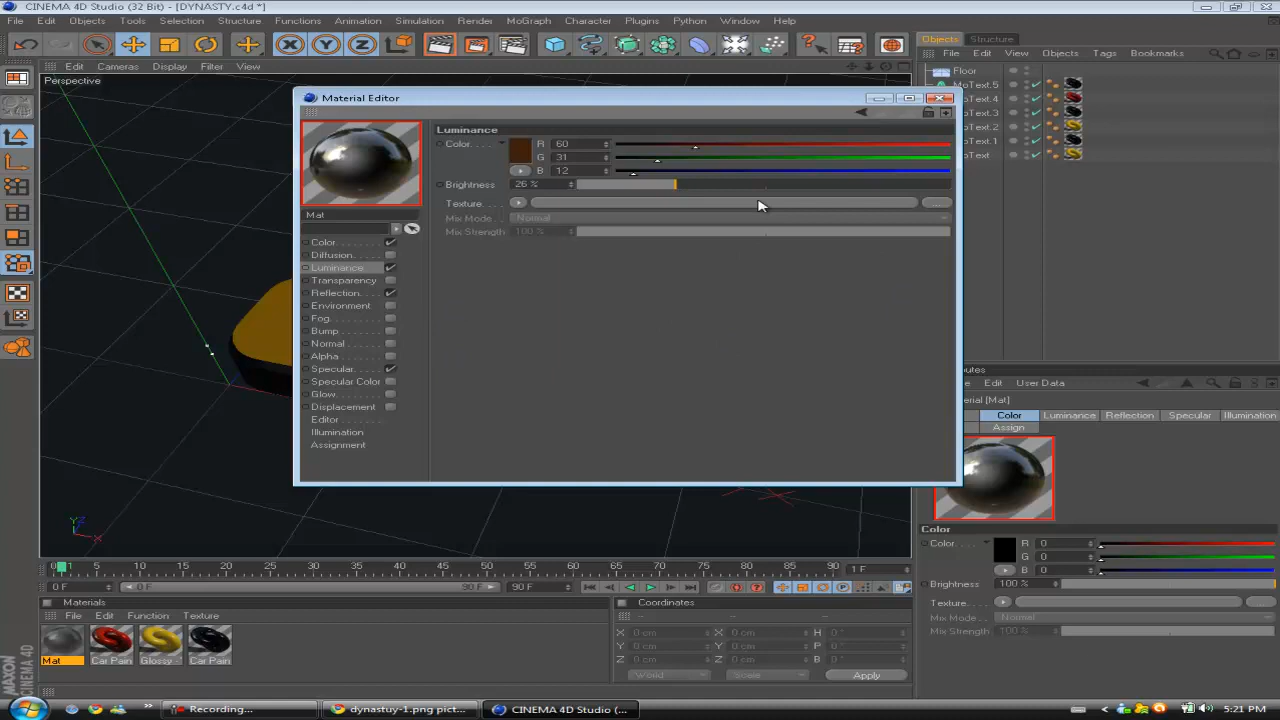 CINEMA 4D Studio (32 Bit) - [DYNASTY.c4d *]
File Edit Objects Tools Selection Structure Functions Animation Simulation Render MoGraph Character Plugins Python Window Help
Objects Structure
File Edit View Objects Tags Bookmarks
Edit Cameras Display Filter View
Perspective
Floor
MoText.5
MoText.4
MoText.3
MoText.2
MoText.1
MoText
Material Editor
Luminance
Color. . . . R 60
G 31
B 12
Brightness 26 %
Texture. . . .
Mix Mode. . Normal
Mix Strength 100 %
Mat
Color. . . . . . .
Diffusion. . . . .
Luminance
Transparency
Reflection. . . .
Environment
Fog. . . . . . . .
Bump . . . . . . .
Normal . . . . . .
Alpha . . . . . . .
Specular. . . . .
Specular Color
Glow. . . . . . . .
Displacement
Editor . . . . . . .
Illumination
Assignment
Edit User Data
Color Luminance Reflection Specular Illumination
Assign
Color
Color. . . . R 0
G 0
B 0
Brightness 100 %
Texture. . . .
Mix Mode. . Normal
Mix Strength 100 %
0 5 10 15 20 25 30 35 40 45 50 55 60 65 70 75 80 85 90 1 F
0 F 0 F 90 F 90 F
Materials
File Edit Function Texture
Mat Car Pain Glossy - Car Pain
Coordinates
X 0 cm X 0 cm H 0 °
Y 0 cm Y 0 cm P 0 °
Z 0 cm Z 0 cm B 0 °
World Scale Apply
MAXON CINEMA 4D
Recording... dynastuy-1.png pict... CINEMA 4D Studio (... 5:21 PM